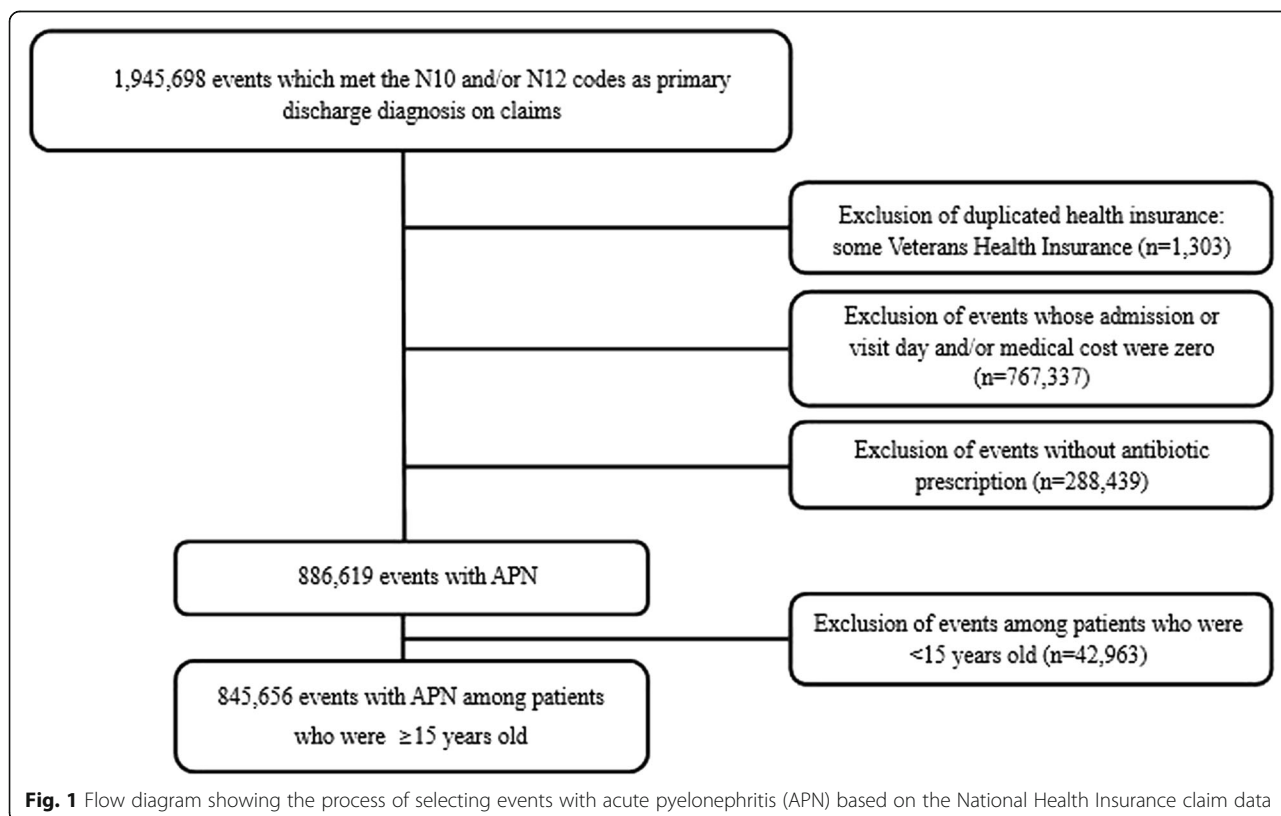 1,945,698 events which met the N10 and/or N12 codes as primary
discharge diagnosis on claims
Exclusion of duplicated health insurance:
some Veterans Health Insurance (n=1,303)
Exclusion of events whose admission or
visit day and/or medical cost were zero
(n=767,337)
Exclusion of events without antibiotic
prescription (n=288,439)
886,619 events with APN
Exclusion of events among patients who were
<15 years old (n=42,963)
845,656 events with APN among patients
who were ≥15 years old
Fig. 1 Flow diagram showing the process of selecting events with acute pyelonephritis (APN) based on the National Health Insurance claim data